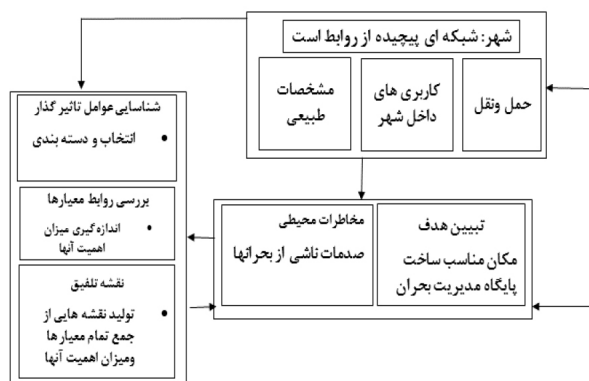 شهر: شبکه ای پیچیده از روابط است
حمل ونقل
کاربری های
داخل شهر
مشخصات
طبیعی
شناسایی عوامل تاثیر گذار
• انتخاب و دسته بندی
بررسی روابط معیارها
• اندازه گیری میزان
اهمیت آنها
نقشه تلفیق
• تولید نقشه هایی از
جمع تمام معیار ها
ومیزان اهمیت آنها
تبیین هدف
مکان مناسب ساخت
پایگاه مدیریت بحران
مخاطرات محیطی
صدمات ناشی از بحرانها